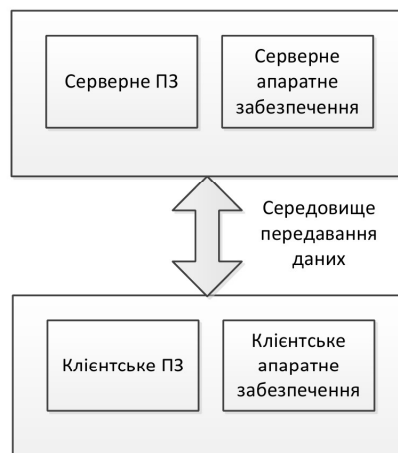 Серверне ПЗ
Серверне
апаратне
забезпечення
Середовище
передавання
даних
Клієнтське ПЗ
Клієнтське
апаратне
забезпечення